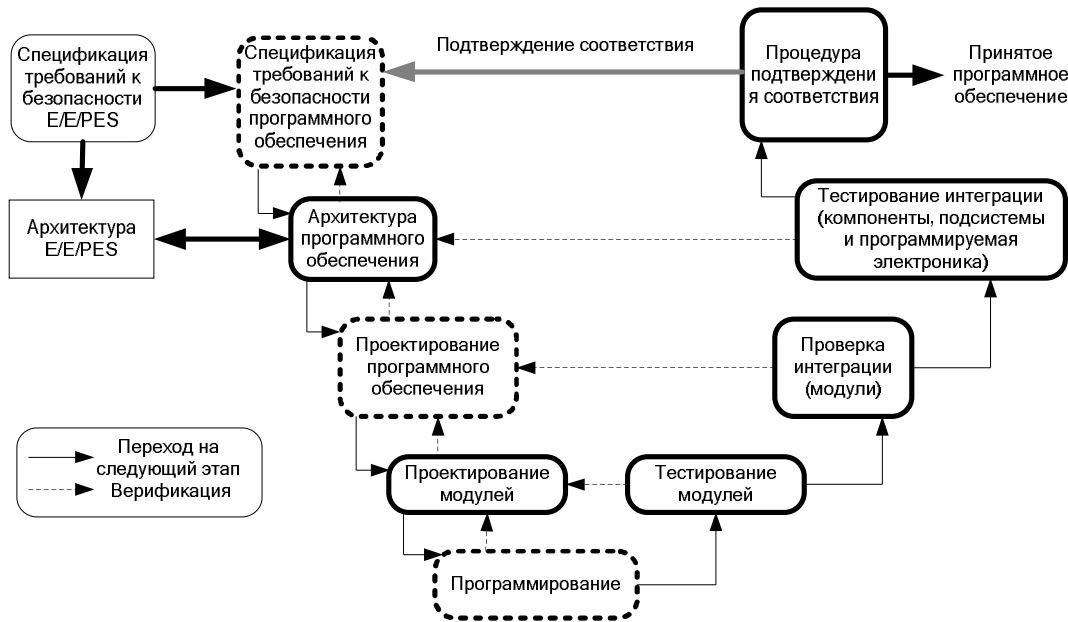 Спецификация
требований к
безопасности
E/E/PES
Спецификация
требований к
безопасности
программного
обеспечения
Подтверждение соответствия
Процедура
подтверждени
я соответствия
Принятое
программное
обеспечение
Архитектура
E/E/PES
Архитектура
программного
обеспечения
Тестирование интеграции
(компоненты, подсистемы
и программируемая
электроника)
Проектирование
программного
обеспечения
Проверка
интеграции
(модули)
Переход на
следующий этап
Верификация
Проектирование
модулей
Тестирование
модулей
Программирование